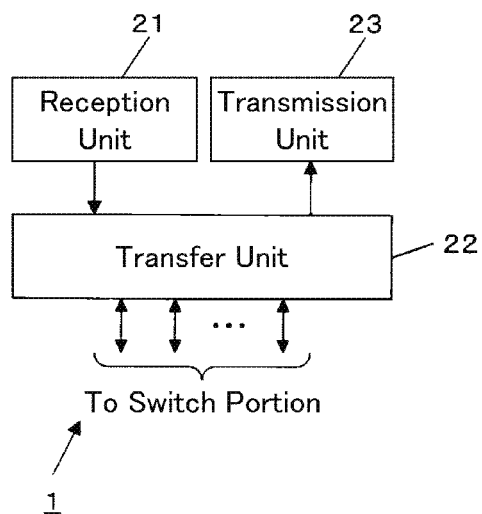 21
23
Reception
Unit
Transmission
Unit
Transfer Unit
22
...
To Switch Portion
1